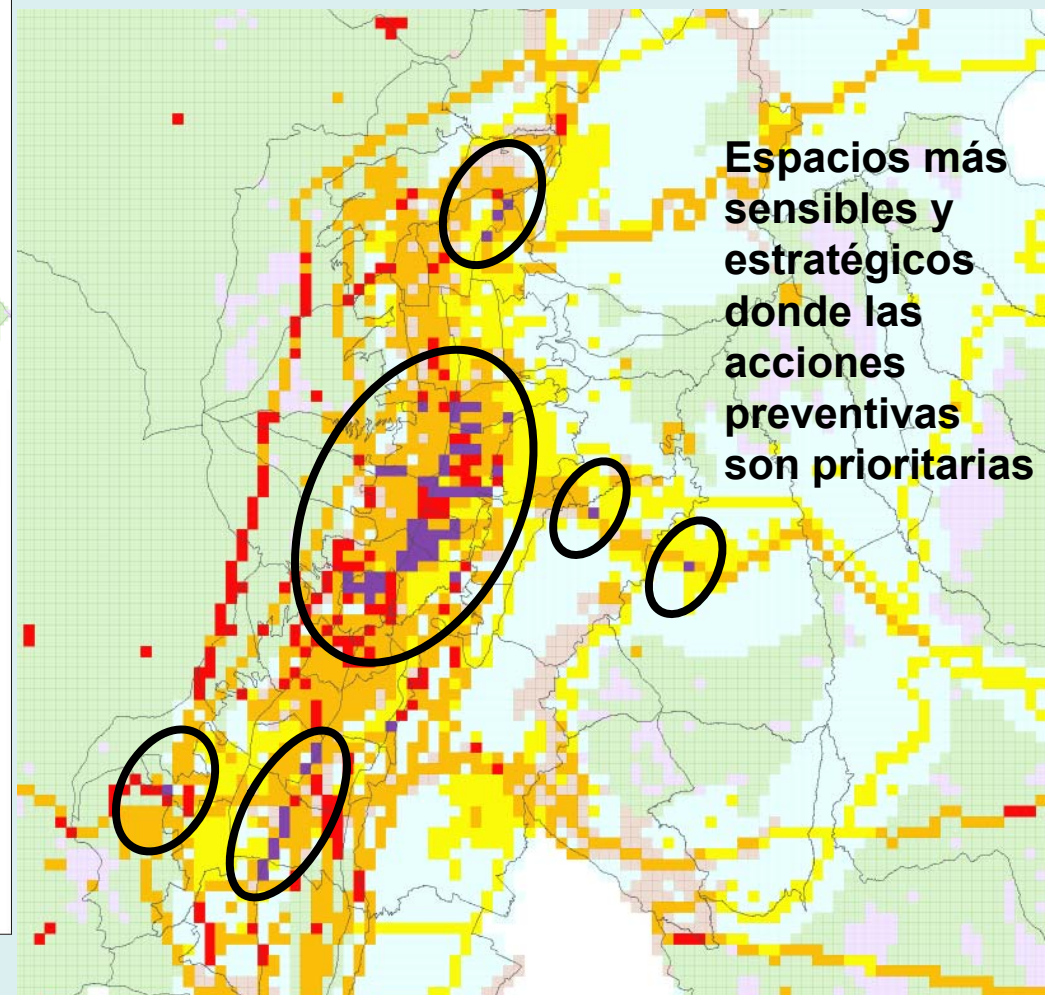 Espacios más
sensibles y
estratégicos
donde las
acciones
preventivas
son prioritarias